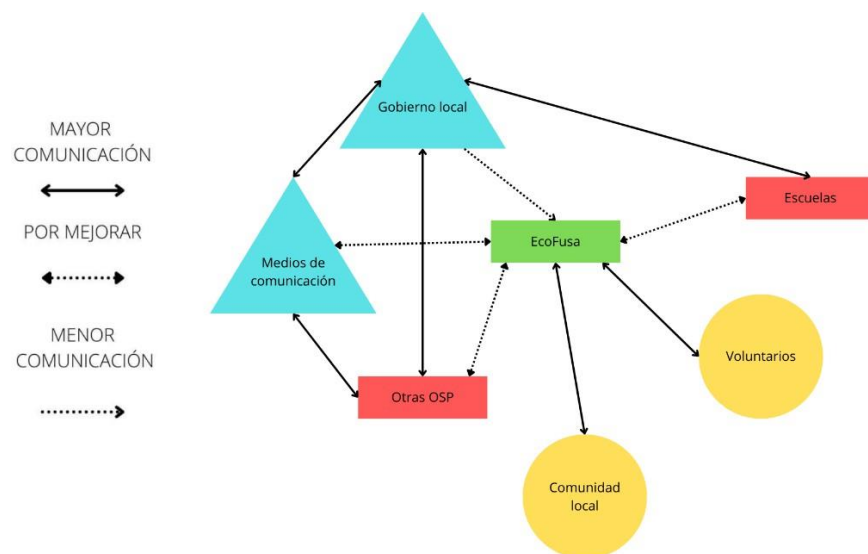 MAYOR
COMUNICACIÓN
POR MEJORAR
MENOR
COMUNICACIÓN
Gobierno local
Escuelas
EcoFusa
Medios de
comunicación
Voluntarios
Otras OSP
Comunidad
local